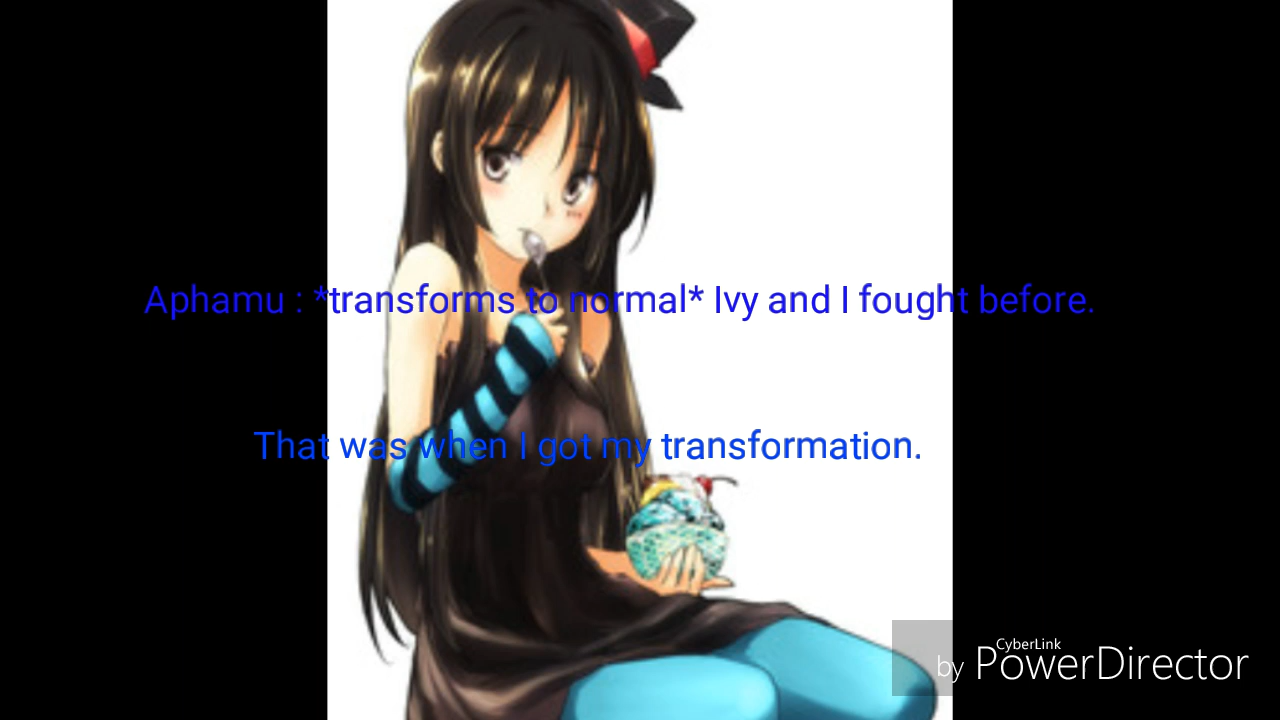 Aphamu : *transforms to normal* Ivy and I fought before.
That was when I got my transformation.
CyberLink
by PowerDirector